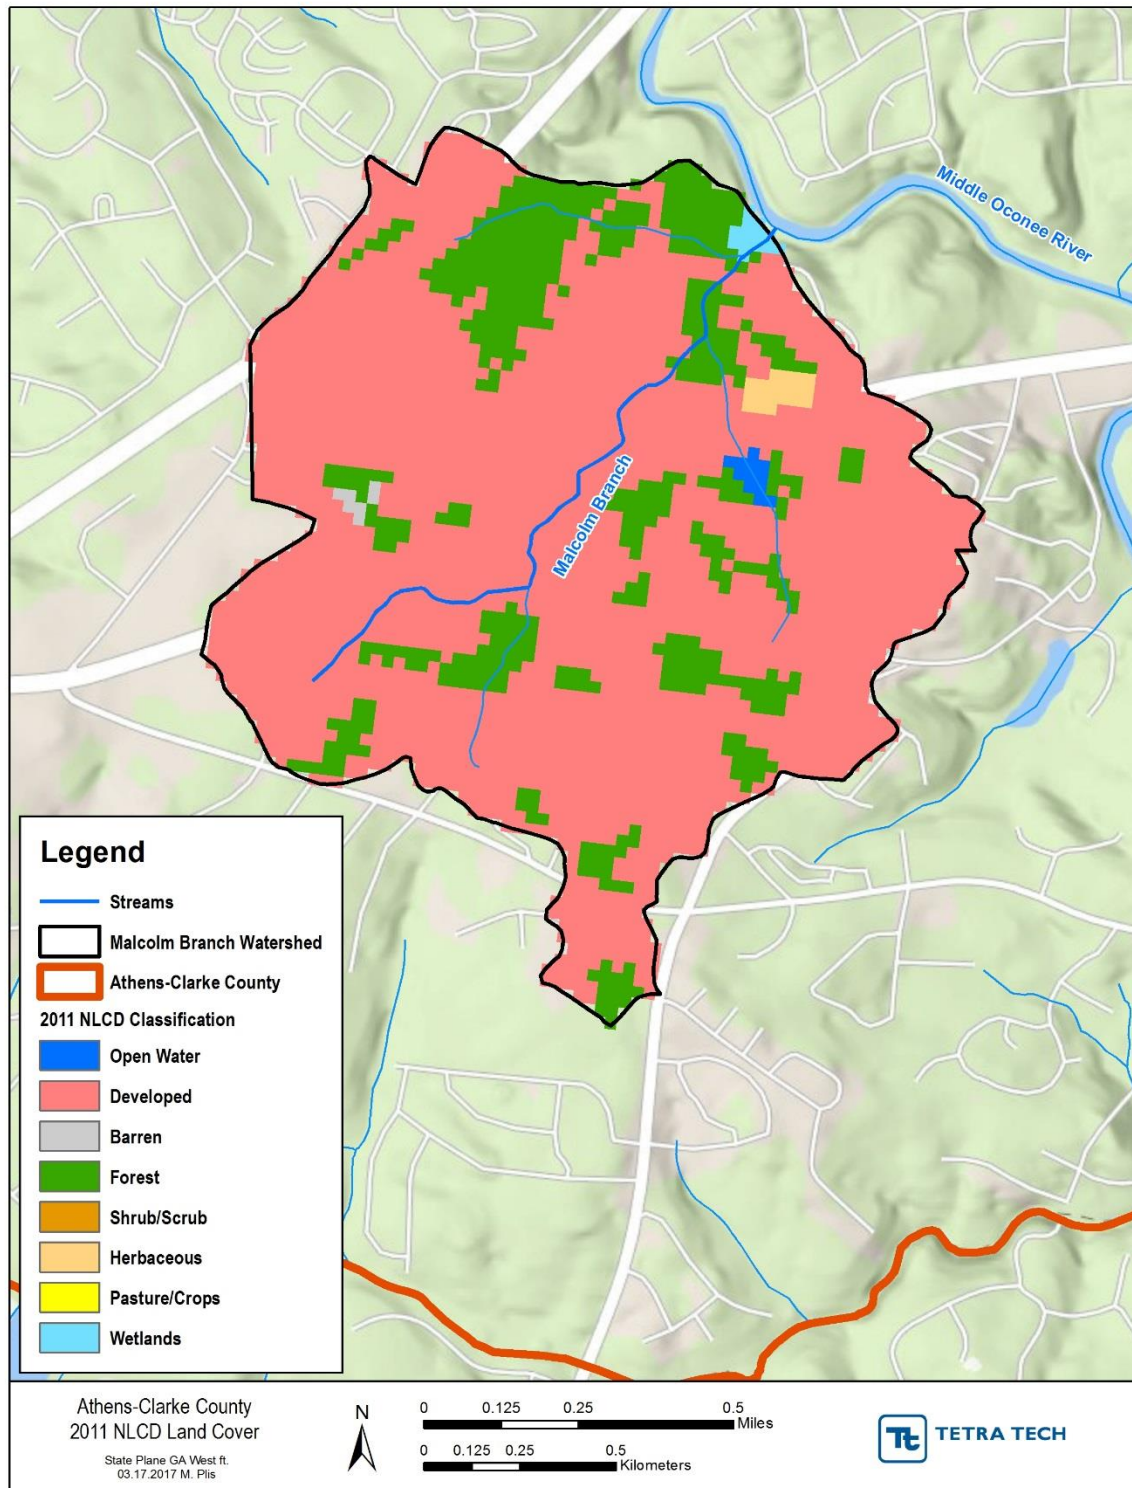 Middle Oconee River
Malcolm Branch
Legend
Streams
Malcolm Branch Watershed
Athens-Clarke County
2011 NLCD Classification
Open Water
Developed
Barren
Forest
Shrub/Scrub
Herbaceous
Pasture/Crops
Wetlands
Athens-Clarke County
2011 NLCD Land Cover
State Plane GA West ft.
03.17.2017 M. Plis
N
0 0.125 0.25 0.5
Miles
0 0.125 0.25 0.5
Kilometers
Tt TETRA TECH